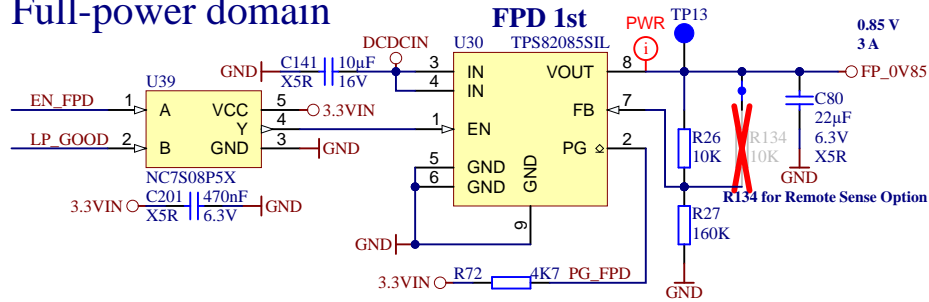 Full-power domain
FPD 1st
PWR
TP13
0.85 V
3 A
DCDCIN
U30
TPS82085SIL
GND
C141
10µF
X5R
16V
3
IN
4
IN
VOUT
8
FP_0V85
U39
EN_FPD
1
A
VCC
5
3.3VIN
Y
4
LP_GOOD
2
B
GND
3
GND
NC7S08P5X
1
EN
FB
7
PG
2
5
GND
6
GND
GND
9
R26
10K
R134
10K
C80
22µF
6.3V
X5R
GND
R134 for Remote Sense Option
3.3VIN
C201
470nF
X5R
6.3V
GND
R27
160K
GND
GND
3.3VIN
R72
4K7
PG_FPD
i